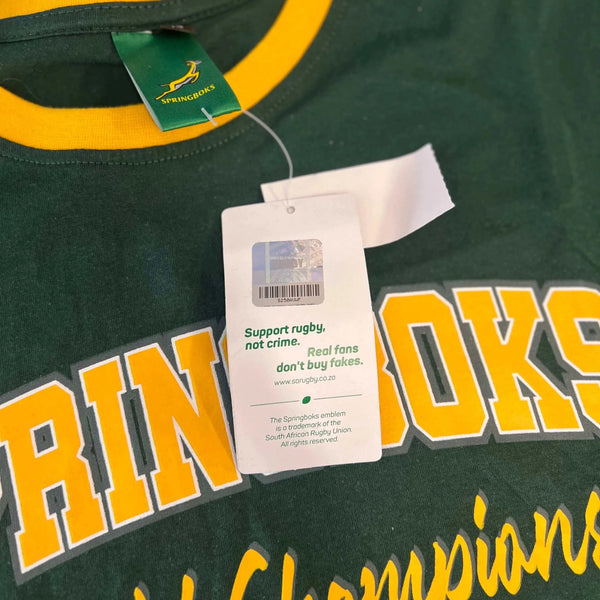 SPRINGBOKS
Support rugby,
not crime.
Real fans
don't buy fakes.
www.sarugby.co.za
The Springboks emblem
is a trademark of the
South African Rugby Union.
All rights reserved.
PRINGBOKS
Champions